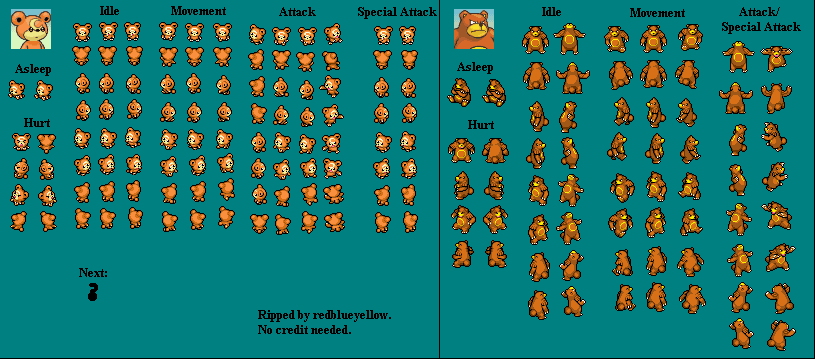 Idle
Movement
Attack
Special Attack
Asleep
Hurt
Next:
Ripped by redblueyellow.
No credit needed.
Idle
Movement
Attack/
Special Attack
Asleep
Hurt